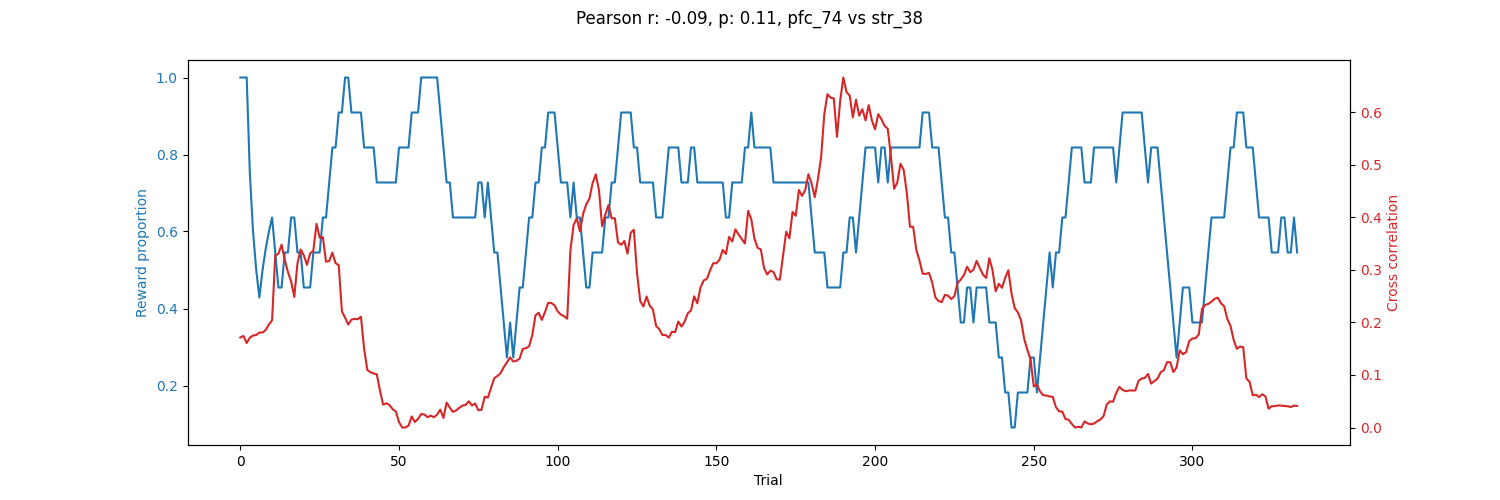 Pearson r: -0.09, p: 0.11, pfc_74 vs str_38
1.0
0.8
0.6
0.4
0.2
Reward proportion
0.6
0.5
0.4
0.3
0.2
0.1
0.0
Cross correlation
0 50 100 150 200 250 300
Trial